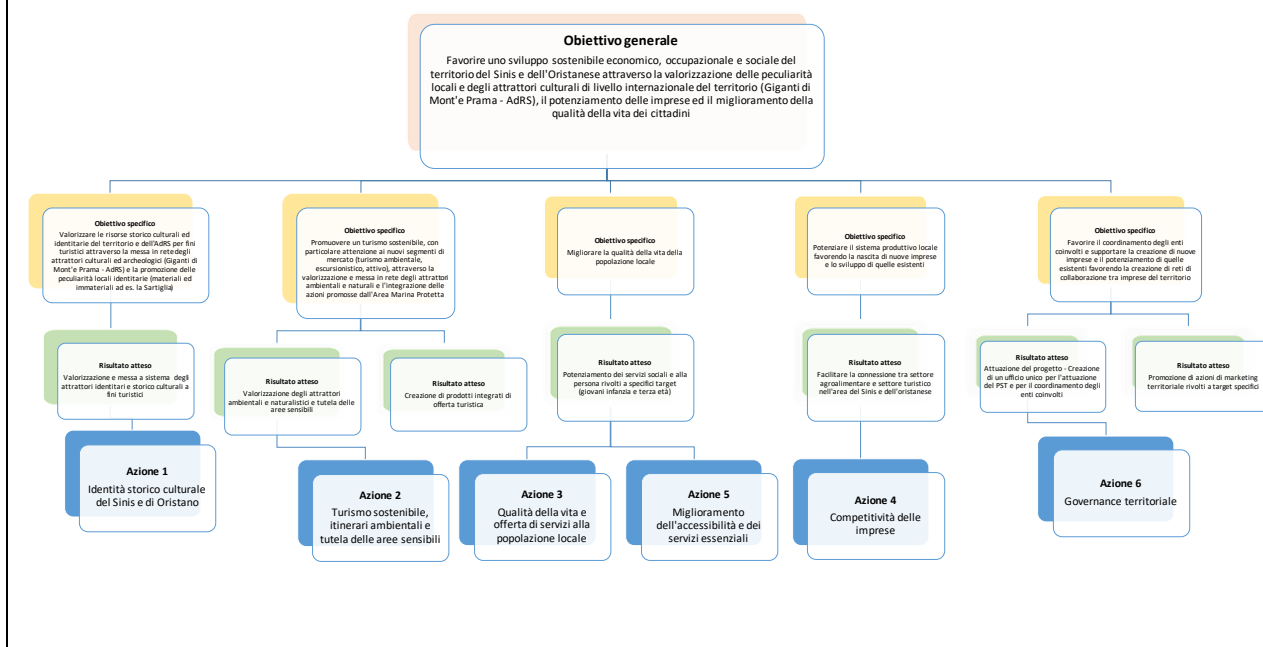 Obiettivo generale
Favorire uno sviluppo sostenibile economico, occupazionale e sociale del
territorio del Sinis e dell'Oristanese attraverso la valorizzazione delle peculiarità
locali e degli attrattori culturali di livello internazionale del territorio (Giganti di
Mont'e Prama - AdRS), il potenziamento delle imprese ed il miglioramento della
qualità della vita dei cittadini
Obiettivo specifico
Valorizzare le risorse storico culturali ed
identitarie del territorio e dell'AdRS per fini
turistici attraverso la messa in rete degli
attrattori culturali ed archeologici (Giganti di
Mont'e Prama - AdRS) e la promozione delle
peculiarità locali identitarie (materiali ed
immateriali ad es. la Sartiglia)
Obiettivo specifico
Promuovere un turismo sostenibile, con
particolare attenzione ai nuovi segmenti di
mercato (turismo ambientale,
escursionistico, attivo), attraverso la
valorizzazione e messa in rete degli attrattori
ambientali e naturali e l'integrazione delle
azioni promosse dall'Area Marina Protetta
Obiettivo specifico
Migliorare la qualità della vita della
popolazione locale
Obiettivo specifico
Potenziare il sistema produttivo locale
favorendo la nascita di nuove imprese
e lo sviluppo di quelle esistenti
Obiettivo specifico
Favorire il coordinamento degli enti
coinvolti e supportare la creazione di nuove
imprese e il potenziamento di quelle
esistenti favorendo la creazione di reti di
collaborazione tra imprese del territorio
Risultato atteso
Valorizzazione e messa a sistema degli
attrattori identitari e storico culturali a
fini turistici
Risultato atteso
Valorizzazione degli attrattori
ambientali e naturalistici e tutela delle
aree sensibili
Risultato atteso
Creazione di prodotti integrati di
offerta turistica
Risultato atteso
Potenziamento dei servizi sociali e alla
persona rivolti a specifici target
(giovani infanzia e terza età)
Risultato atteso
Facilitare la connessione tra settore
agroalimentare e settore turistico
nell'area del Sinis e dell'oristanese
Risultato atteso
Attuazione del progetto - Creazione
di un ufficio unico per l'attuazione
del PST e per il coordinamento degli
enti coinvolti
Risultato atteso
Promozione di azioni di marketing
territoriale rivolti a target specifici
Azione 1
Identità storico culturale
del Sinis e di Oristano
Azione 2
Turismo sostenibile,
itinerari ambientali e
tutela delle aree sensibili
Azione 3
Qualità della vita e
offerta di servizi alla
popolazione locale
Azione 5
Miglioramento
dell'accessibilità e dei
servizi essenziali
Azione 4
Competitività delle
imprese
Azione 6
Governance territoriale